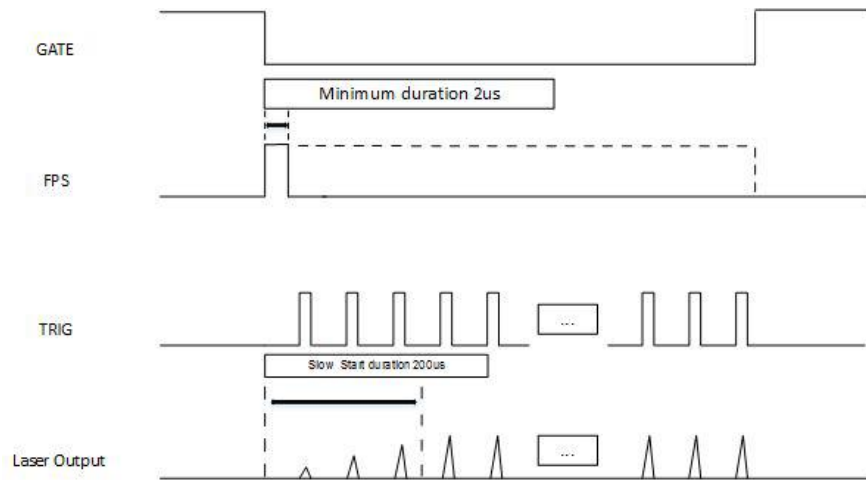 GATE
Minimum duration 2us
FPS
TRIG
...
Slow Start duration 200us
Laser Output
...